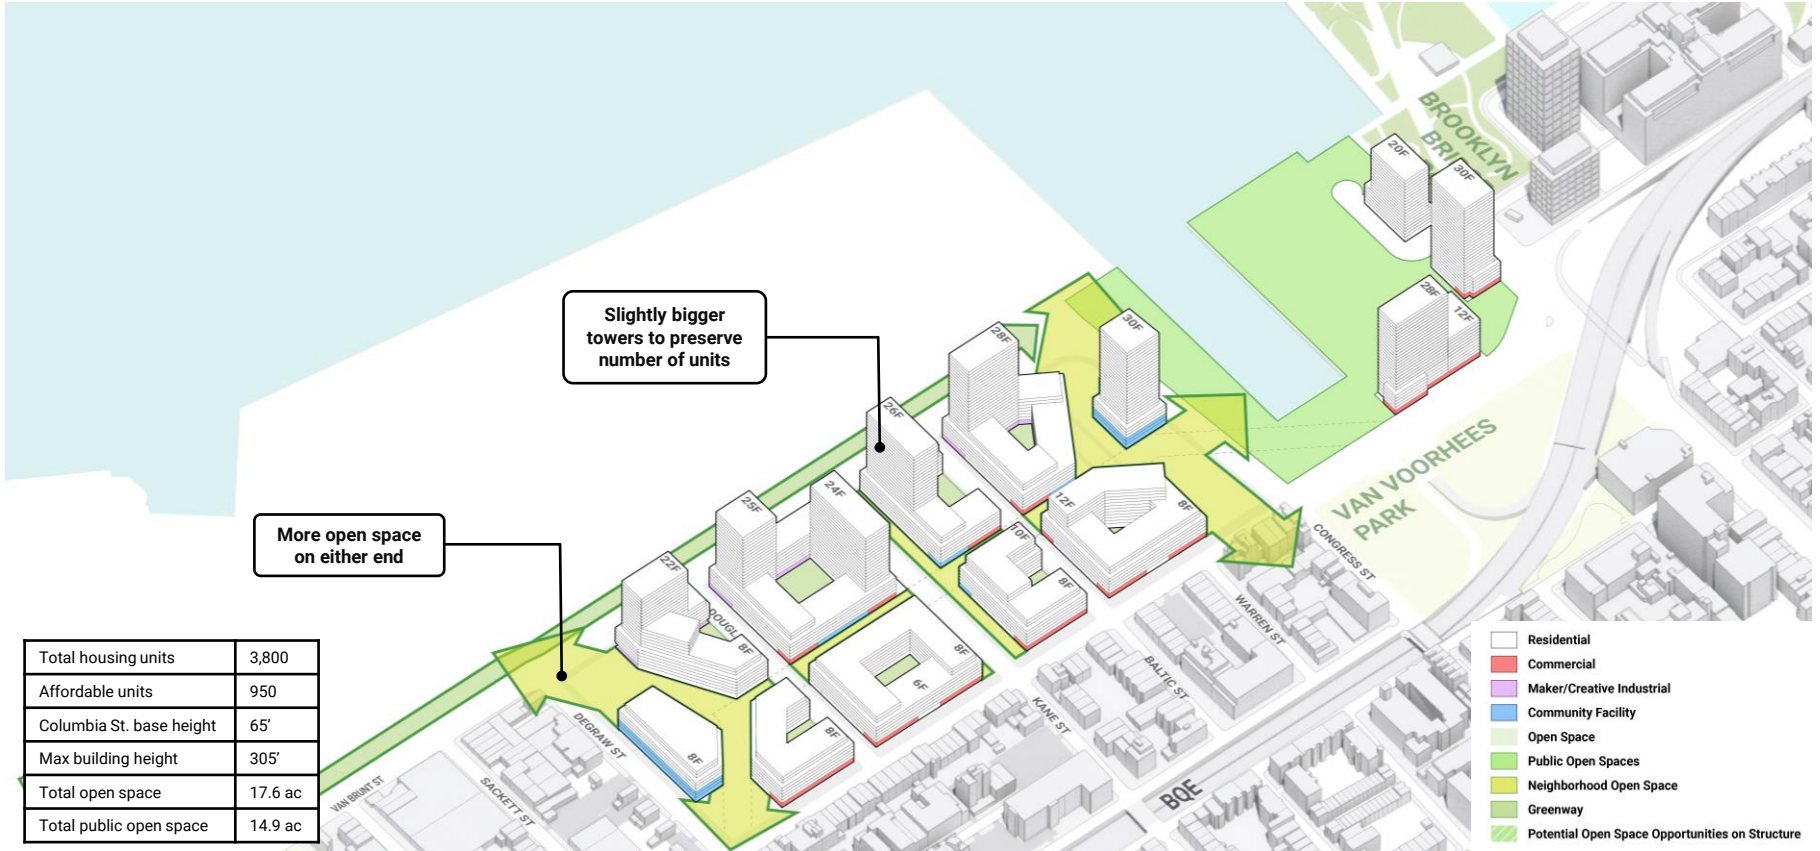 BROOKLYN
BRI
20F
30F
28F
12F
30F
28F
Slightly bigger
towers to preserve
number of units
26F
24F
25F
22F
12F
8F
10F
8F
VAN VOORHEES
PARK
CONGRESS ST
WARREN ST
BALTIC ST
KANE ST
More open space
on either end
DOUGL
8F
8F
6F
8F
8F
DEGRAW ST
SACKETT ST
VAN BRUNT ST
BQE
Total housing units 3,800
Affordable units 950
Columbia St. base height 65’
Max building height 305’
Total open space 17.6 ac
Total public open space 14.9 ac
Residential
Commercial
Maker/Creative Industrial
Community Facility
Open Space
Public Open Spaces
Neighborhood Open Space
Greenway
Potential Open Space Opportunities on Structure